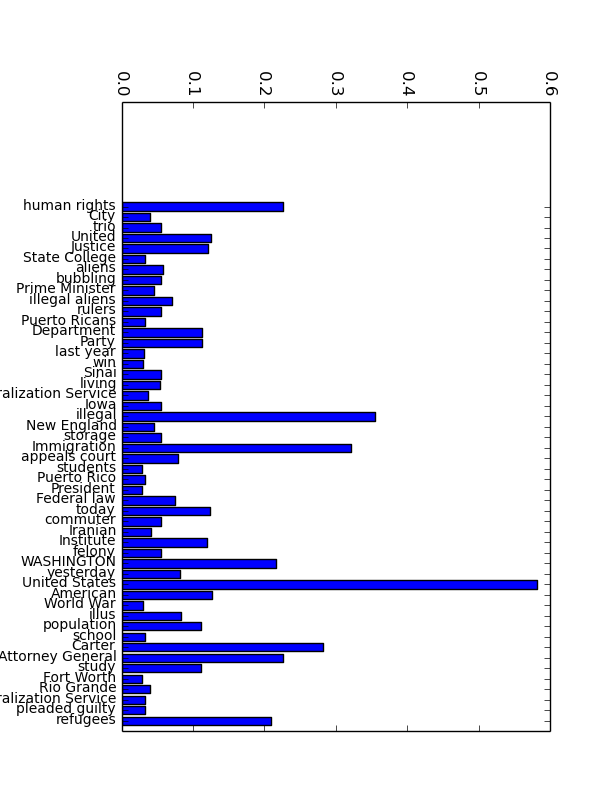 0.0 0.1 0.2 0.3 0.4 0.5 0.6
human rights
City
trio
United
Justice
State College
aliens
bubbling
Prime Minister
illegal aliens
rulers
Puerto Ricans
Department
Party
last year
win
Sinai
living
ralization Service
Iowa
illegal
New England
storage
Immigration
appeals court
students
Puerto Rico
President
Federal law
today
commuter
Iranian
Institute
felony
WASHINGTON
yesterday
United States
American
World War
illus
population
school
Carter
Attorney General
study
Fort Worth
Rio Grande
ralization Service
pleaded guilty
refugees